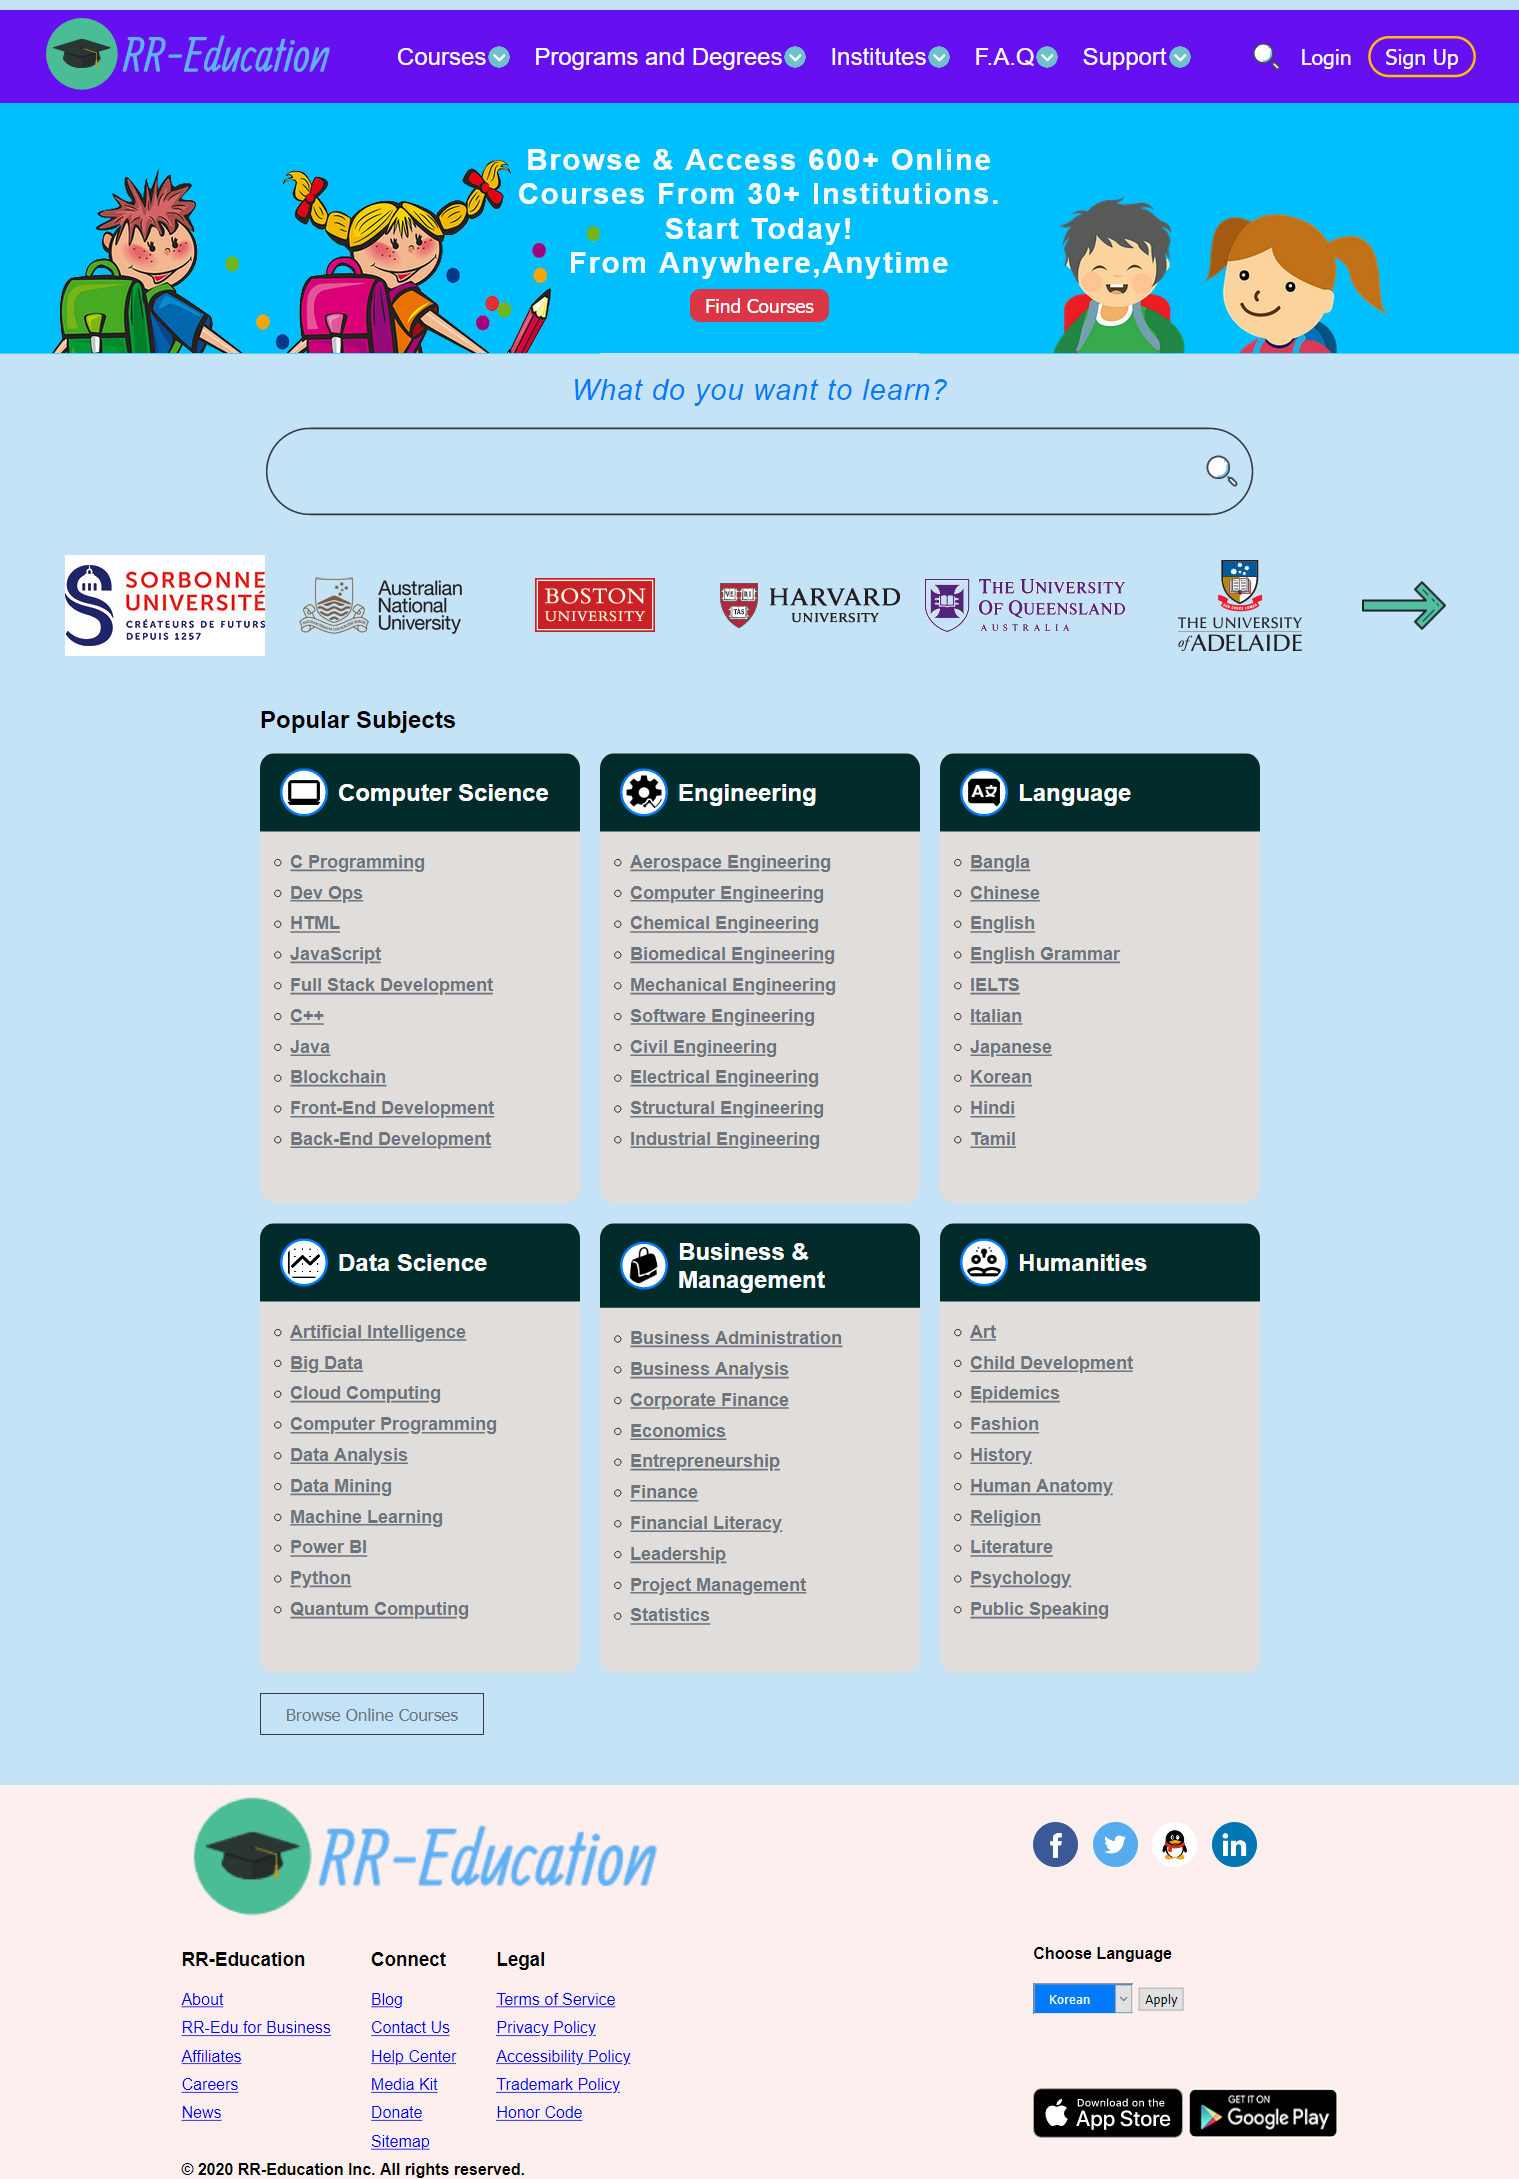 RR-Education
Courses
Programs and Degrees
Institutes
F.A.Q
Support
Login
Sign Up
Browse & Access 600+ Online
Courses From 30+ Institutions.
Start Today!
From Anywhere,Anytime
Find Courses
What do you want to learn?
SORBONNE
UNIVERSITÉ
CRÉATEURS DE FUTURS
DEPUIS 1257
Australian
National
University
BOSTON
UNIVERSITY
VE RI
TAS
HARVARD
UNIVERSITY
THE UNIVERSITY
OF QUEENSLAND
AUSTRALIA
THE UNIVERSITY
of ADELAIDE
Popular Subjects
Computer Science
C Programming
Dev Ops
HTML
JavaScript
Full Stack Development
C++
Java
Blockchain
Front-End Development
Back-End Development
Engineering
Aerospace Engineering
Computer Engineering
Chemical Engineering
Biomedical Engineering
Mechanical Engineering
Software Engineering
Civil Engineering
Electrical Engineering
Structural Engineering
Industrial Engineering
Language
Bangla
Chinese
English
English Grammar
IELTS
Italian
Japanese
Korean
Hindi
Tamil
Data Science
Artificial Intelligence
Big Data
Cloud Computing
Computer Programming
Data Analysis
Data Mining
Machine Learning
Power BI
Python
Quantum Computing
Business &
Management
Business Administration
Business Analysis
Corporate Finance
Economics
Entrepreneurship
Finance
Financial Literacy
Leadership
Project Management
Statistics
Humanities
Art
Child Development
Epidemics
Fashion
History
Human Anatomy
Religion
Literature
Psychology
Public Speaking
Browse Online Courses
RR-Education
RR-Education
About
RR-Edu for Business
Affiliates
Careers
News
Connect
Blog
Contact Us
Help Center
Media Kit
Donate
Sitemap
Legal
Terms of Service
Privacy Policy
Accessibility Policy
Trademark Policy
Honor Code
Choose Language
Korean
Apply
Download on the
App Store
GET IT ON
Google Play
© 2020 RR-Education Inc. All rights reserved.